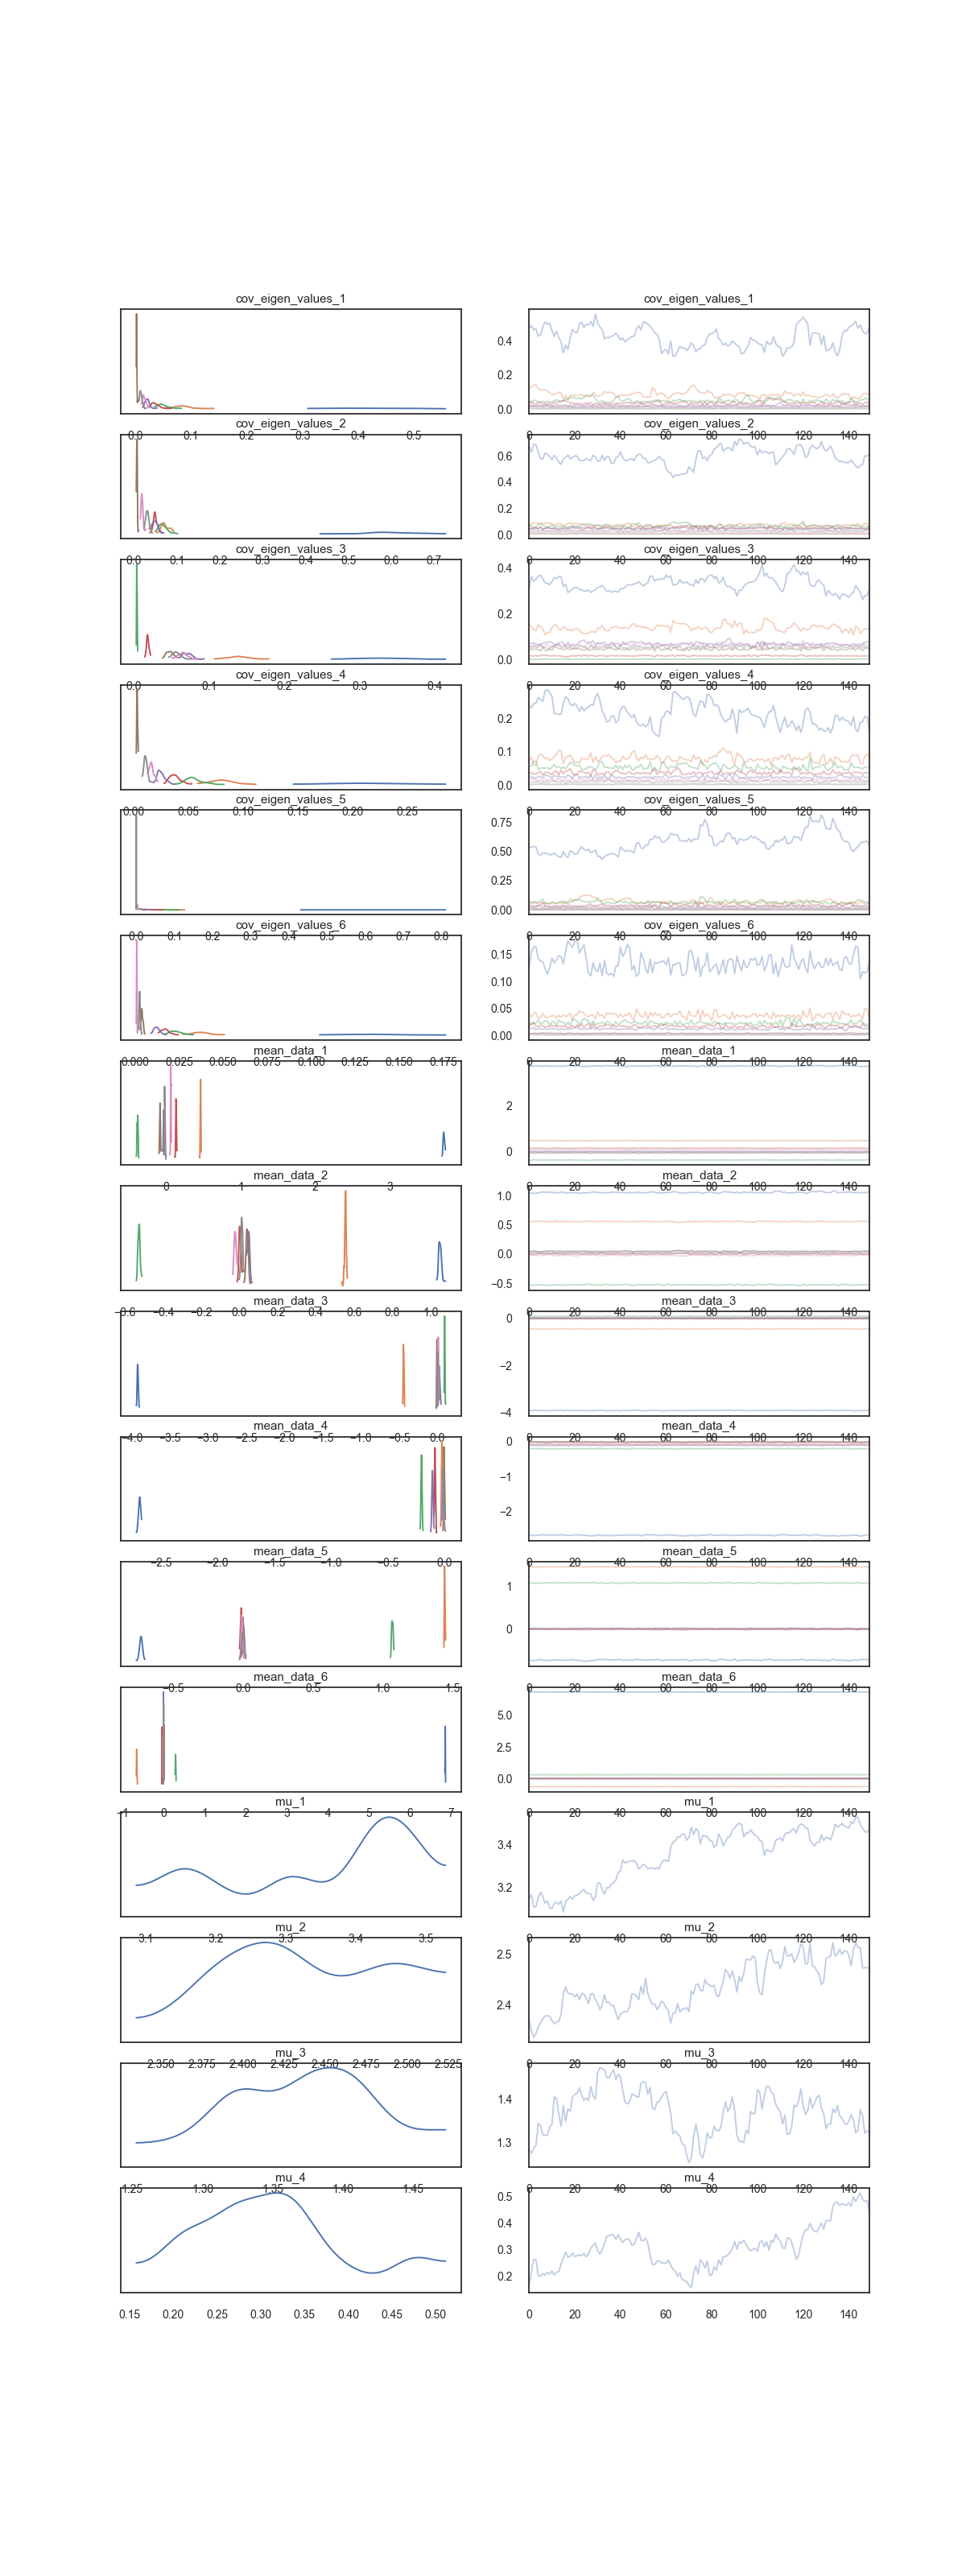 cov_eigen_values_1 cov_eigen_values_1
0.4
0.2
0.0
cov_eigen_values_2 cov_eigen_values_2
0.0 0.1 0.2 0.3 0.4 0.5 0 20 40 60 80 100 120 140
0.6
0.4
0.2
0.0
cov_eigen_values_3 cov_eigen_values_3
0.0 0.1 0.2 0.3 0.4 0.5 0.6 0.7 0 20 40 60 80 100 120 140
0.4
0.2
0.0
cov_eigen_values_4 cov_eigen_values_4
0.0 0.1 0.2 0.3 0.4 0 20 40 60 80 100 120 140
0.2
0.1
0.0
cov_eigen_values_5 cov_eigen_values_5
0.00 0.05 0.10 0.15 0.20 0.25 0 20 40 60 80 100 120 140
0.75
0.50
0.25
0.00
cov_eigen_values_6 cov_eigen_values_6
0.0 0.1 0.2 0.3 0.4 0.5 0.6 0.7 0.8 0 20 40 60 80 100 120 140
0.15
0.10
0.05
0.00
mean_data_1 mean_data_1
0.000 0.025 0.050 0.075 0.100 0.125 0.150 0.175 0 20 40 60 80 100 120 140
2
0
mean_data_2 mean_data_2
0 1 2 3 0 20 40 60 80 100 120 140
1.0
0.5
0.0
−0.5
mean_data_3 mean_data_3
−0.6 −0.4 −0.2 0.0 0.2 0.4 0.6 0.8 1.0 0 20 40 60 80 100 120 140
0
−2
−4
mean_data_4 mean_data_4
−4.0 −3.5 −3.0 −2.5 −2.0 −1.5 −1.0 −0.5 0.0 0 20 40 60 80 100 120 140
0
−1
−2
mean_data_5 mean_data_5
−2.5 −2.0 −1.5 −1.0 −0.5 0.0 0 20 40 60 80 100 120 140
1
0
mean_data_6 mean_data_6
−0.5 0.0 0.5 1.0 1.5 0 20 40 60 80 100 120 140
5.0
2.5
0.0
mu_1 mu_1
−1 0 1 2 3 4 5 6 7 0 20 40 60 80 100 120 140
3.4
3.2
mu_2 mu_2
3.1 3.2 3.3 3.4 3.5 0 20 40 60 80 100 120 140
2.5
2.4
mu_3 mu_3
2.350 2.375 2.400 2.425 2.450 2.475 2.500 2.525 0 20 40 60 80 100 120 140
1.4
1.3
mu_4 mu_4
1.25 1.30 1.35 1.40 1.45 0 20 40 60 80 100 120 140
0.5
0.4
0.3
0.2
0.15 0.20 0.25 0.30 0.35 0.40 0.45 0.50 0 20 40 60 80 100 120 140